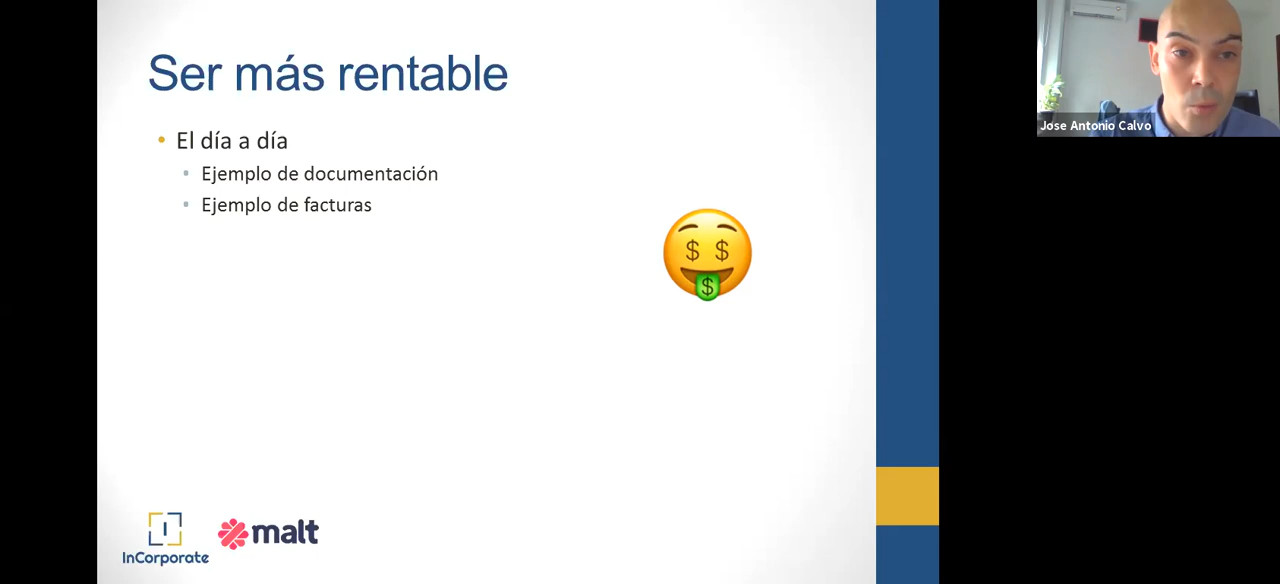 Ser más rentable
El día a día
Ejemplo de documentación
Ejemplo de facturas
$ $
$
InCorporate
malt
Jose Antonio Calvo